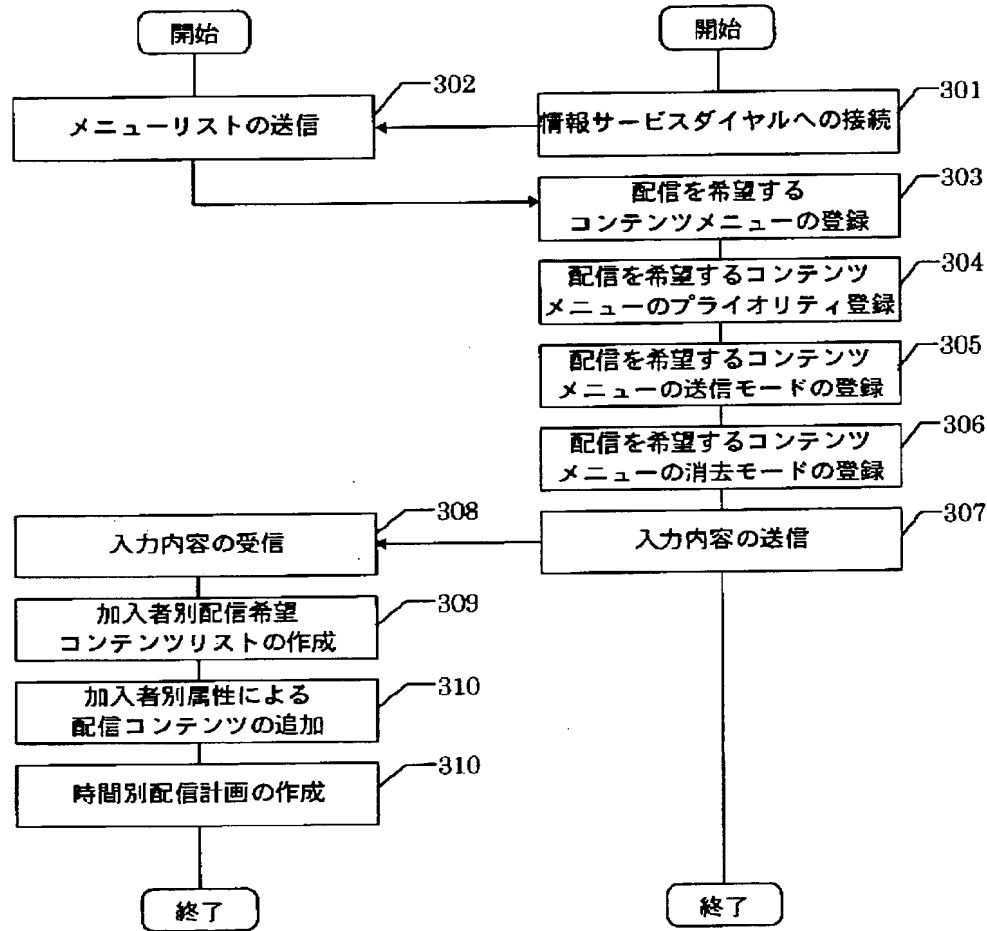 開始
開始
302
メニューリストの送信
301
情報サービスダイヤルへの接続
303
配信を希望する
コンテンツメニューの登録
304
配信を希望するコンテンツ
メニューのプライオリティ登録
305
配信を希望するコンテンツ
メニューの送信モードの登録
306
配信を希望するコンテンツ
メニューの消去モードの登録
308
入力内容の受信
307
入力内容の送信
309
加入者別配信希望
コンテンツリストの作成
310
加入者別属性による
配信コンテンツの追加
310
時間別配信計画の作成
終了
終了